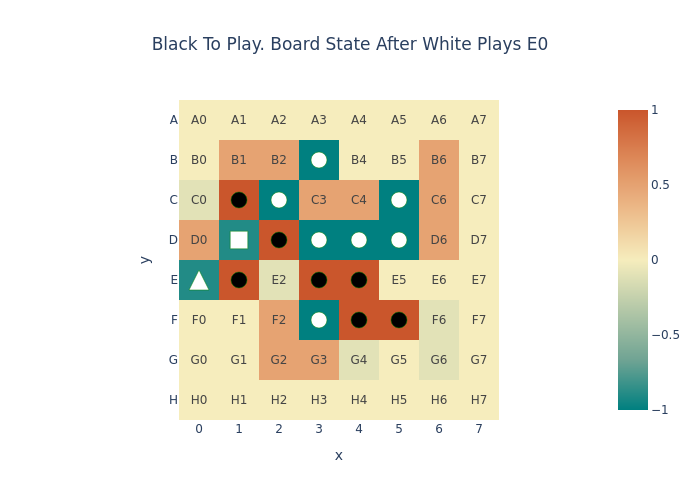 Black To Play. Board State After White Plays E0
A A0 A1 A2 A3 A4 A5 A6 A7
B B0 B1 B2 B4 B5 B6 B7
C C0 C3 C4 C6 C7
D D0 D6 D7
E E2 E5 E6 E7
F F0 F1 F2 F6 F7
G G0 G1 G2 G3 G4 G5 G6 G7
H H0 H1 H2 H3 H4 H5 H6 H7
0 1 2 3 4 5 6 7
x
y
1
0.5
0
−0.5
−1